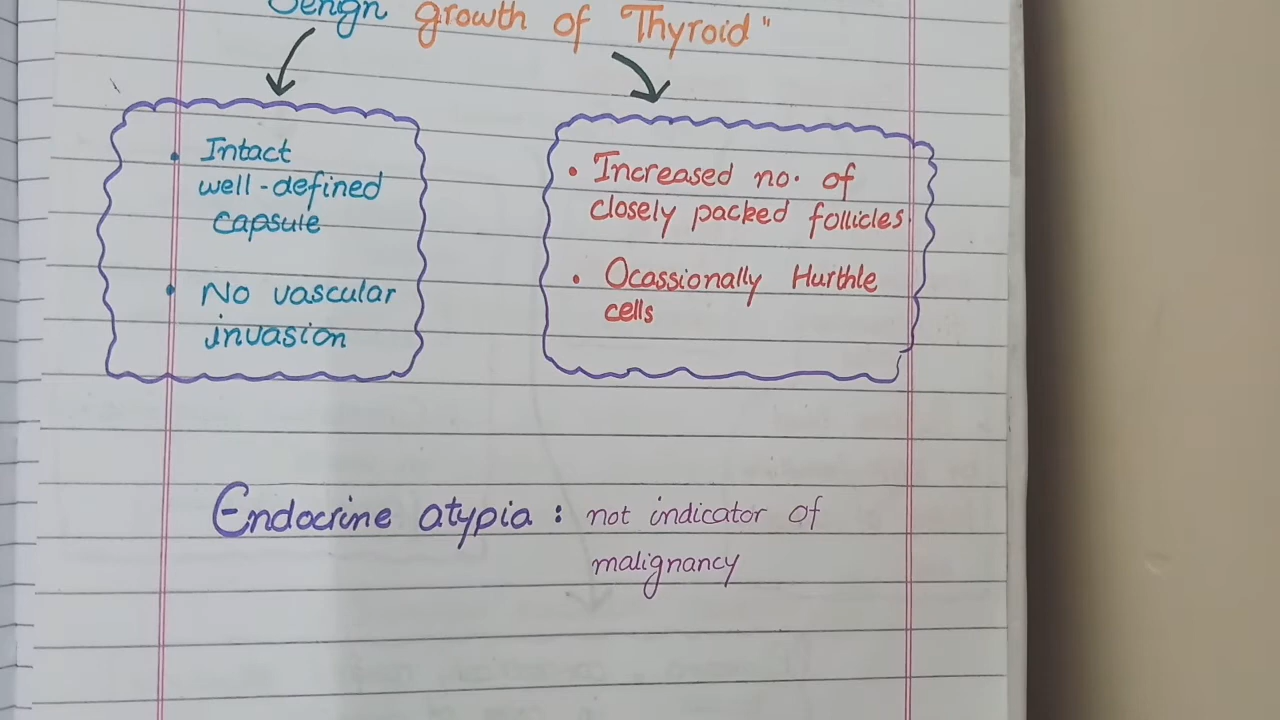 Benign growth of "Thyroid"
• Intact
well-defined
capsule
• No vascular
invasion
• Increased no. of
closely packed follicles
• Ocassionally Hurthle
cells
Endocrine atypia : not indicator of
malignancy